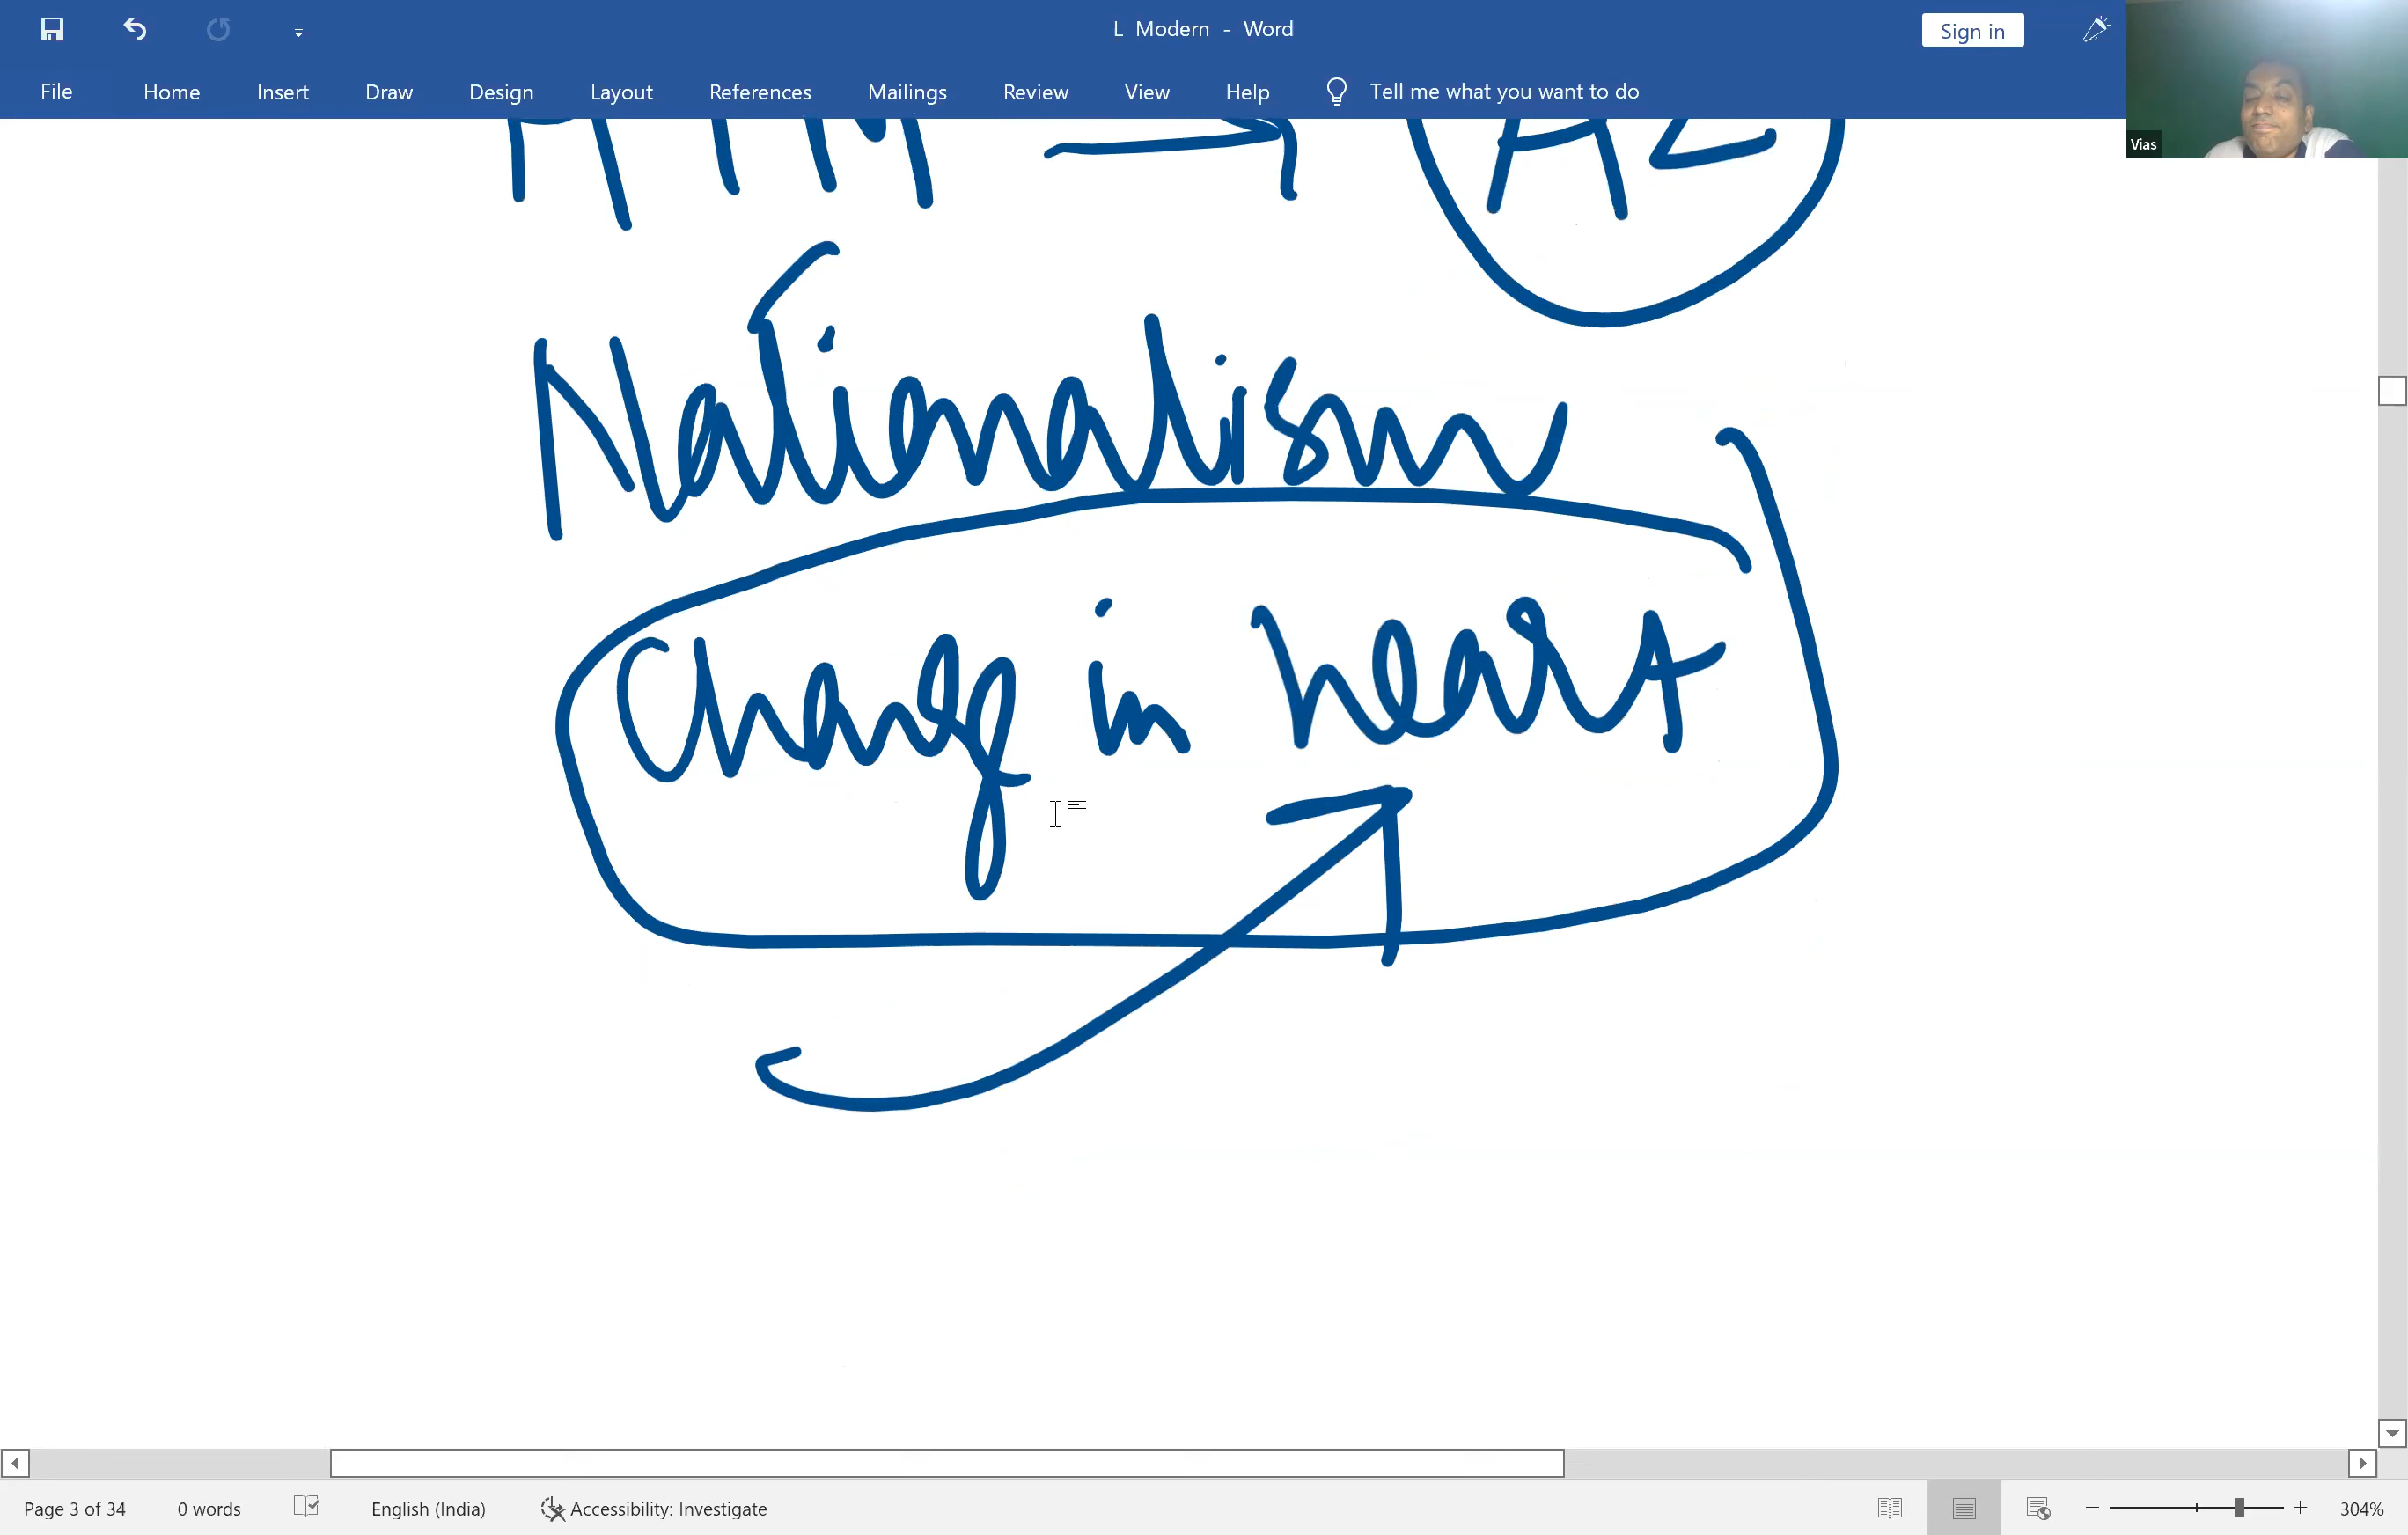 L Modern - Word
Sign in
File Home Insert Draw Design Layout References Mailings Review View Help Tell me what you want to do
Vias
Nationalism
Change in heart
Page 3 of 34 0 words English (India) Accessibility: Investigate 304%